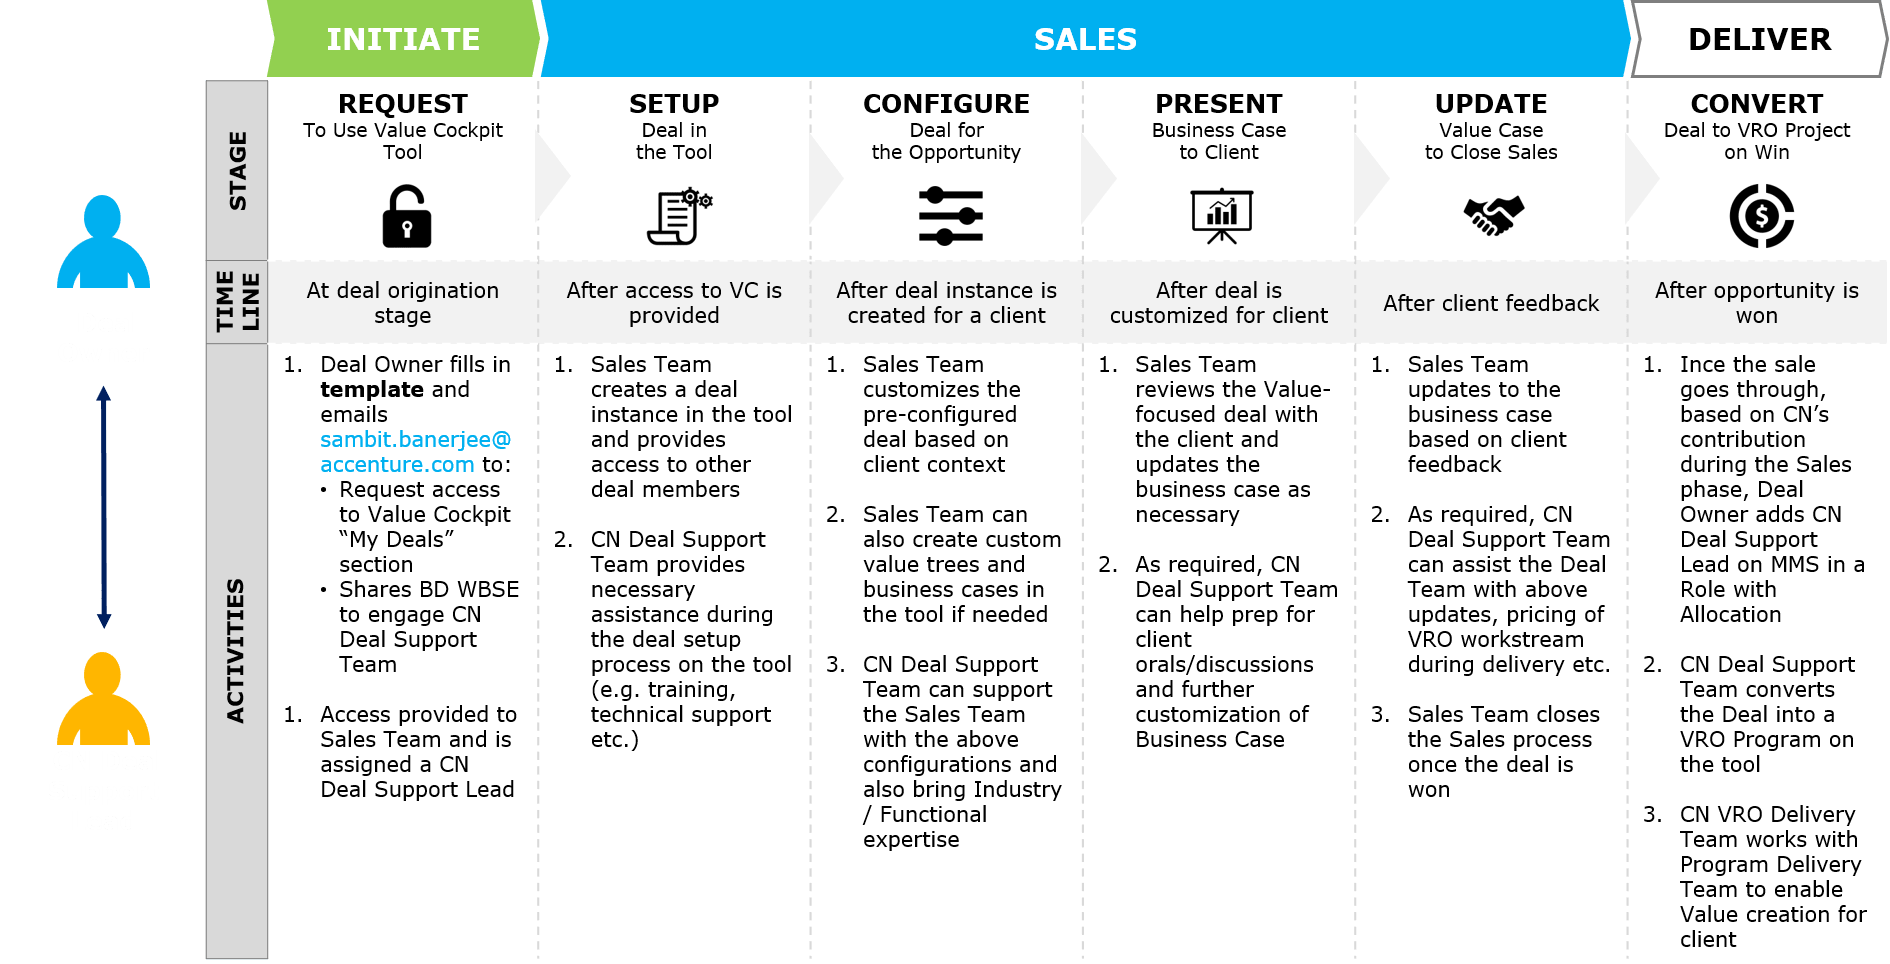 INITIATE
SALES
DELIVER
STAGE
REQUEST
To Use Value Cockpit
Tool
SETUP
Deal in
the Tool
CONFIGURE
Deal for
the Opportunity
PRESENT
Business Case
to Client
UPDATE
Value Case
to Close Sales
CONVERT
Deal to VRO Project
on Win
TIME
LINE
At deal origination
stage
After access to VC is
provided
After deal instance is
created for a client
After deal is
customized for client
After client feedback
After opportunity is
won
ACTIVITIES
1. Deal Owner fills in
template and
emails
sambit.banerjee@
accenture.com to:
• Request access
to Value Cockpit
“My Deals”
section
• Shares BD WBSE
to engage CN
Deal Support
Team
1. Access provided to
Sales Team and is
assigned a CN
Deal Support Lead
1. Sales Team
creates a deal
instance in the tool
and provides
access to other
deal members
2. CN Deal Support
Team provides
necessary
assistance during
the deal setup
process on the tool
(e.g. training,
technical support
etc.)
1. Sales Team
customizes the
pre-configured
deal based on
client context
2. Sales Team can
also create custom
value trees and
business cases in
the tool if needed
3. CN Deal Support
Team can support
the Sales Team
with the above
configurations and
also bring Industry
/ Functional
expertise
1. Sales Team
reviews the Value-
focused deal with
the client and
updates the
business case as
necessary
2. As required, CN
Deal Support Team
can help prep for
client
orals/discussions
and further
customization of
Business Case
1. Sales Team
updates to the
business case
based on client
feedback
2. As required, CN
Deal Support Team
can assist the Deal
Team with above
updates, pricing of
VRO workstream
during delivery etc.
3. Sales Team closes
the Sales process
once the deal is
won
1. Ince the sale
goes through,
based on CN’s
contribution
during the Sales
phase, Deal
Owner adds CN
Deal Support
Lead on MMS in a
Role with
Allocation
2. CN Deal Support
Team converts
the Deal into a
VRO Program on
the tool
3. CN VRO Delivery
Team works with
Program Delivery
Team to enable
Value creation for
client